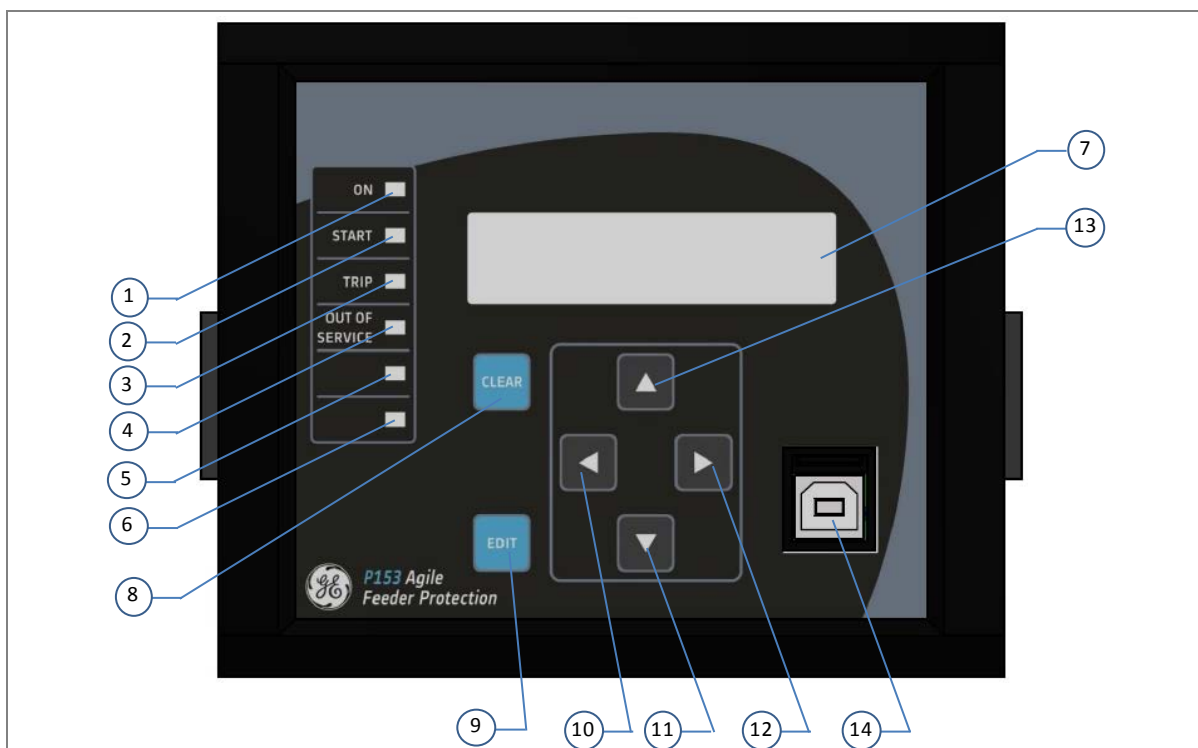 ON
START
TRIP
OUT OF
SERVICE
CLEAR
EDIT
GE
P153 Agile
Feeder Protection
7
13
1
2
3
4
5
6
8
9
10
11
12
14